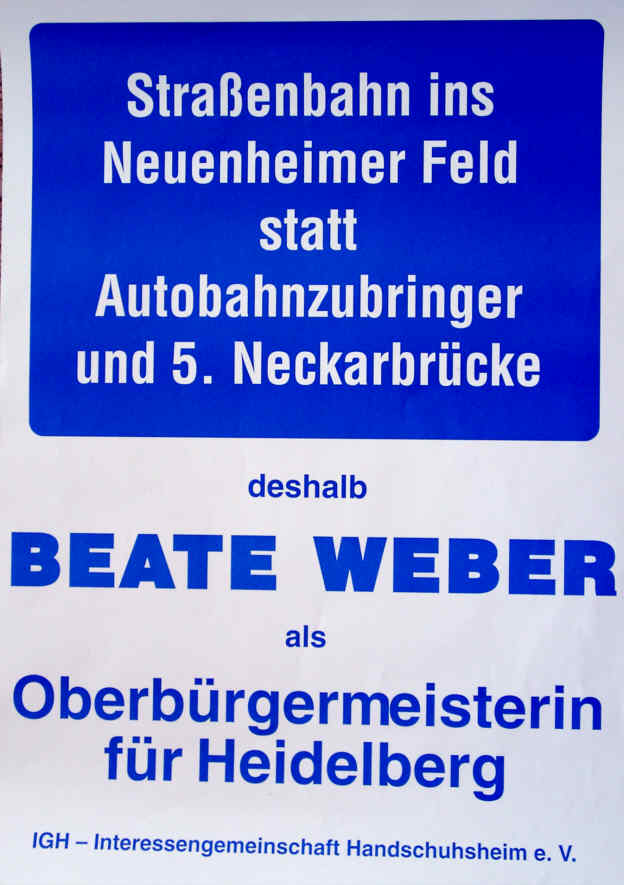 Straßenbahn ins
Neuenheimer Feld
statt
Autobahnzubringer
und 5. Neckarbrücke
deshalb
BEATE WEBER
als
Oberbürgermeisterin
für Heidelberg
IGH – Interessengemeinschaft Handschuhsheim e. V.